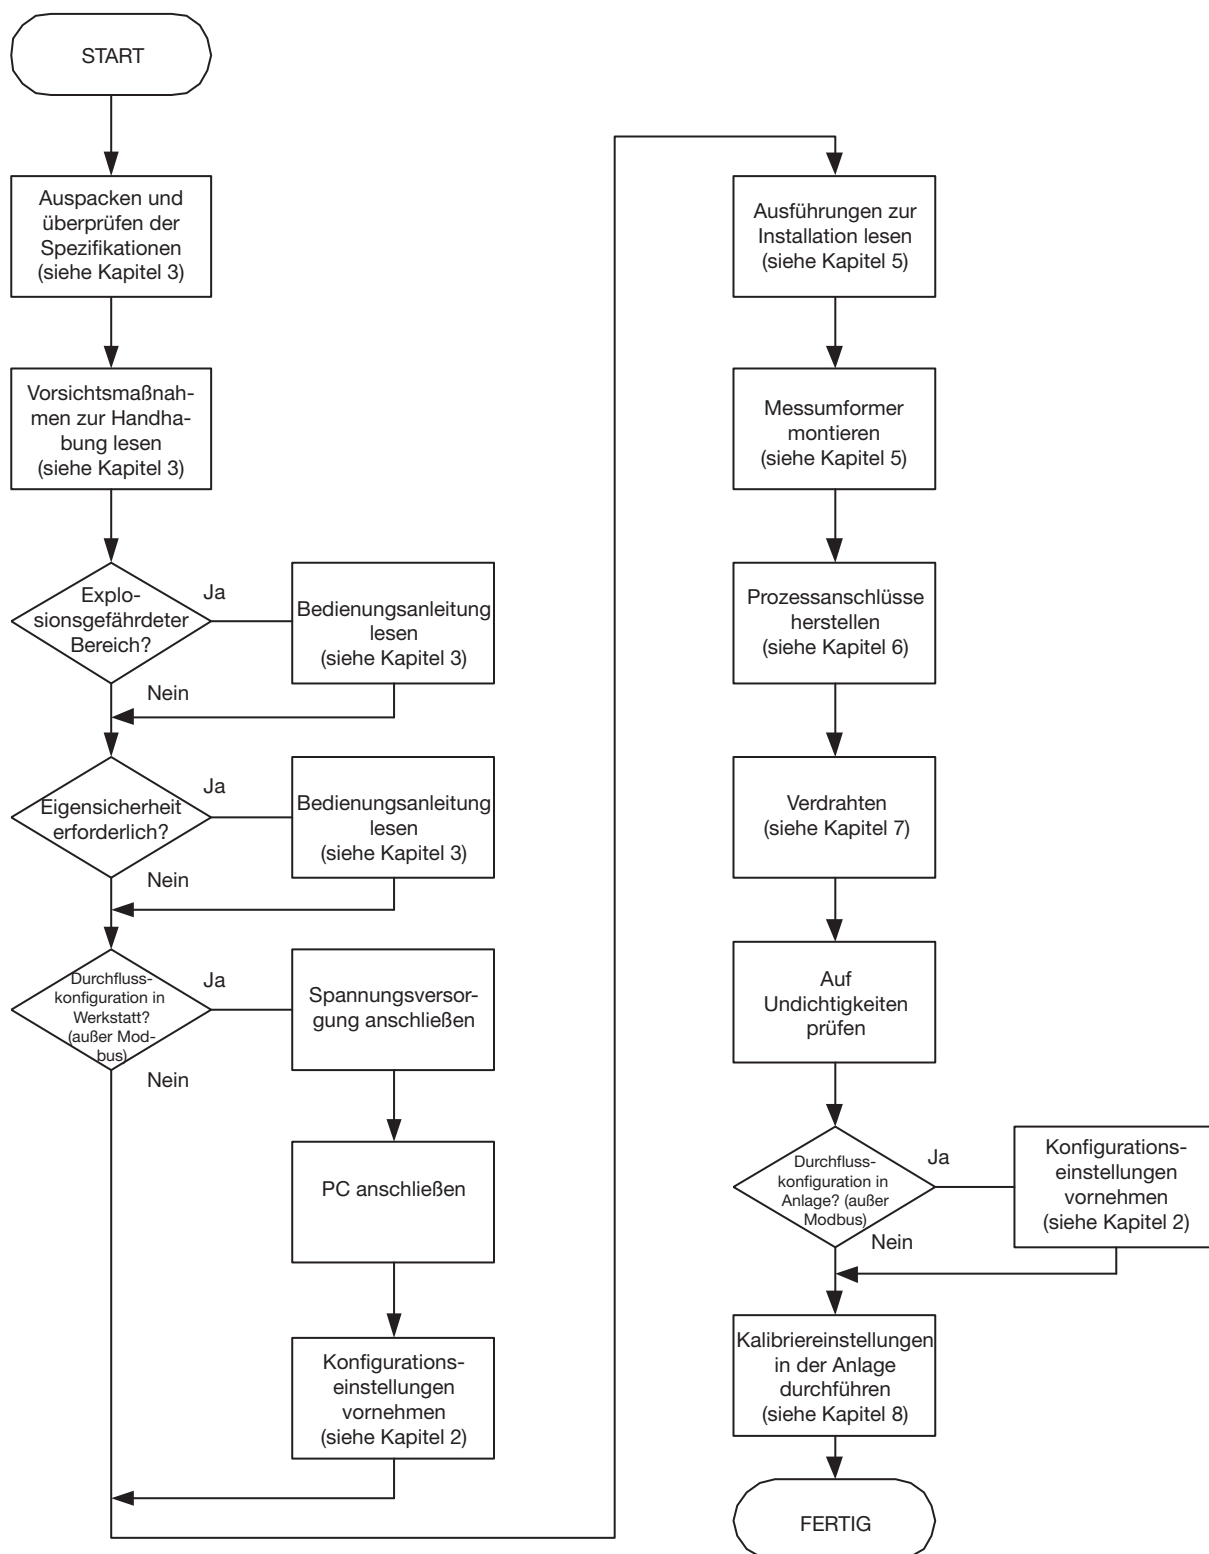 START
Auspacken und
überprüfen der
Spezifikationen
(siehe Kapitel 3)
Vorsichtsmaßnah-
men zur Handha-
bung lesen
(siehe Kapitel 3)
Explo-
sionsgefährdeter
Bereich?
Ja
Nein
Bedienungsanleitung
lesen
(siehe Kapitel 3)
Eigensicherheit
erforderlich?
Ja
Nein
Bedienungsanleitung
lesen
(siehe Kapitel 3)
Durchfluss-
konfiguration in
Werkstatt?
(außer Mod-
bus)
Ja
Nein
Spannungsversor-
gung anschließen
PC anschließen
Konfigurations-
einstellungen
vornehmen
(siehe Kapitel 2)
Ausführungen zur
Installation lesen
(siehe Kapitel 5)
Messumformer
montieren
(siehe Kapitel 5)
Prozessanschlüsse
herstellen
(siehe Kapitel 6)
Verdrahten
(siehe Kapitel 7)
Auf
Undichtigkeiten
prüfen
Durchfluss-
konfiguration in
Anlage? (außer
Modbus)
Ja
Nein
Konfigurations-
einstellungen
vornehmen
(siehe Kapitel 2)
Kalibriereinstellungen
in der Anlage
durchführen
(siehe Kapitel 8)
FERTIG